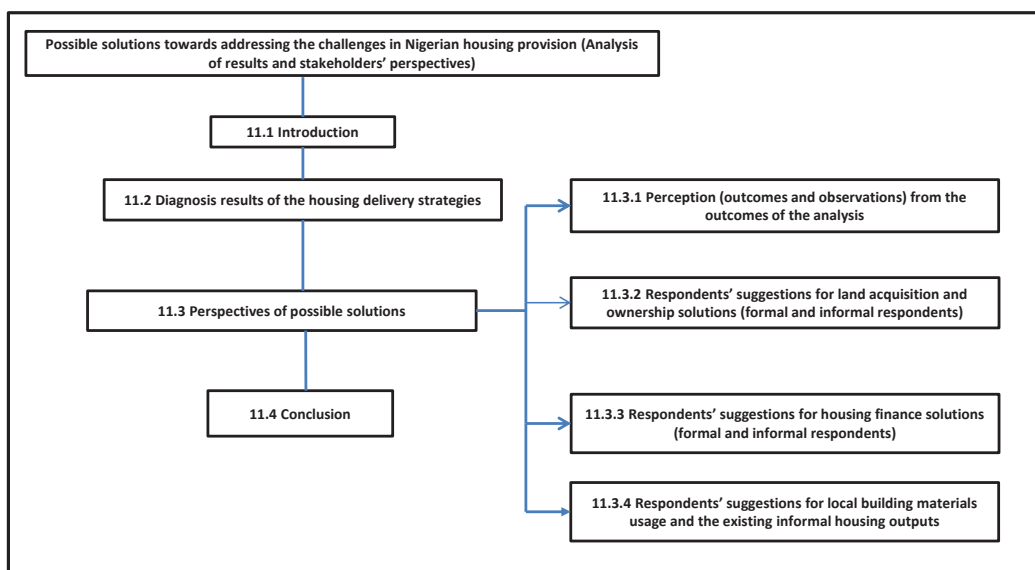 Possible solutions towards addressing the challenges in Nigerian housing provision (Analysis
of results and stakeholders’ perspectives)
11.1 Introduction
11.2 Diagnosis results of the housing delivery strategies
11.3 Perspectives of possible solutions
11.4 Conclusion
11.3.1 Perception (outcomes and observations) from the
outcomes of the analysis
11.3.2 Respondents’ suggestions for land acquisition and
ownership solutions (formal and informal respondents)
11.3.3 Respondents’ suggestions for housing finance solutions
(formal and informal respondents)
11.3.4 Respondents’ suggestions for local building materials
usage and the existing informal housing outputs